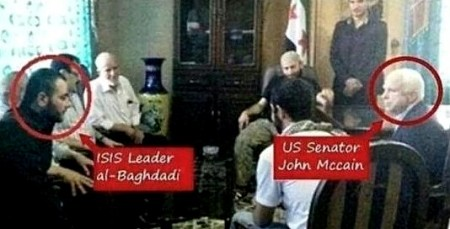 ISIS Leader
al-Baghdadi
US Senator
John Mccain